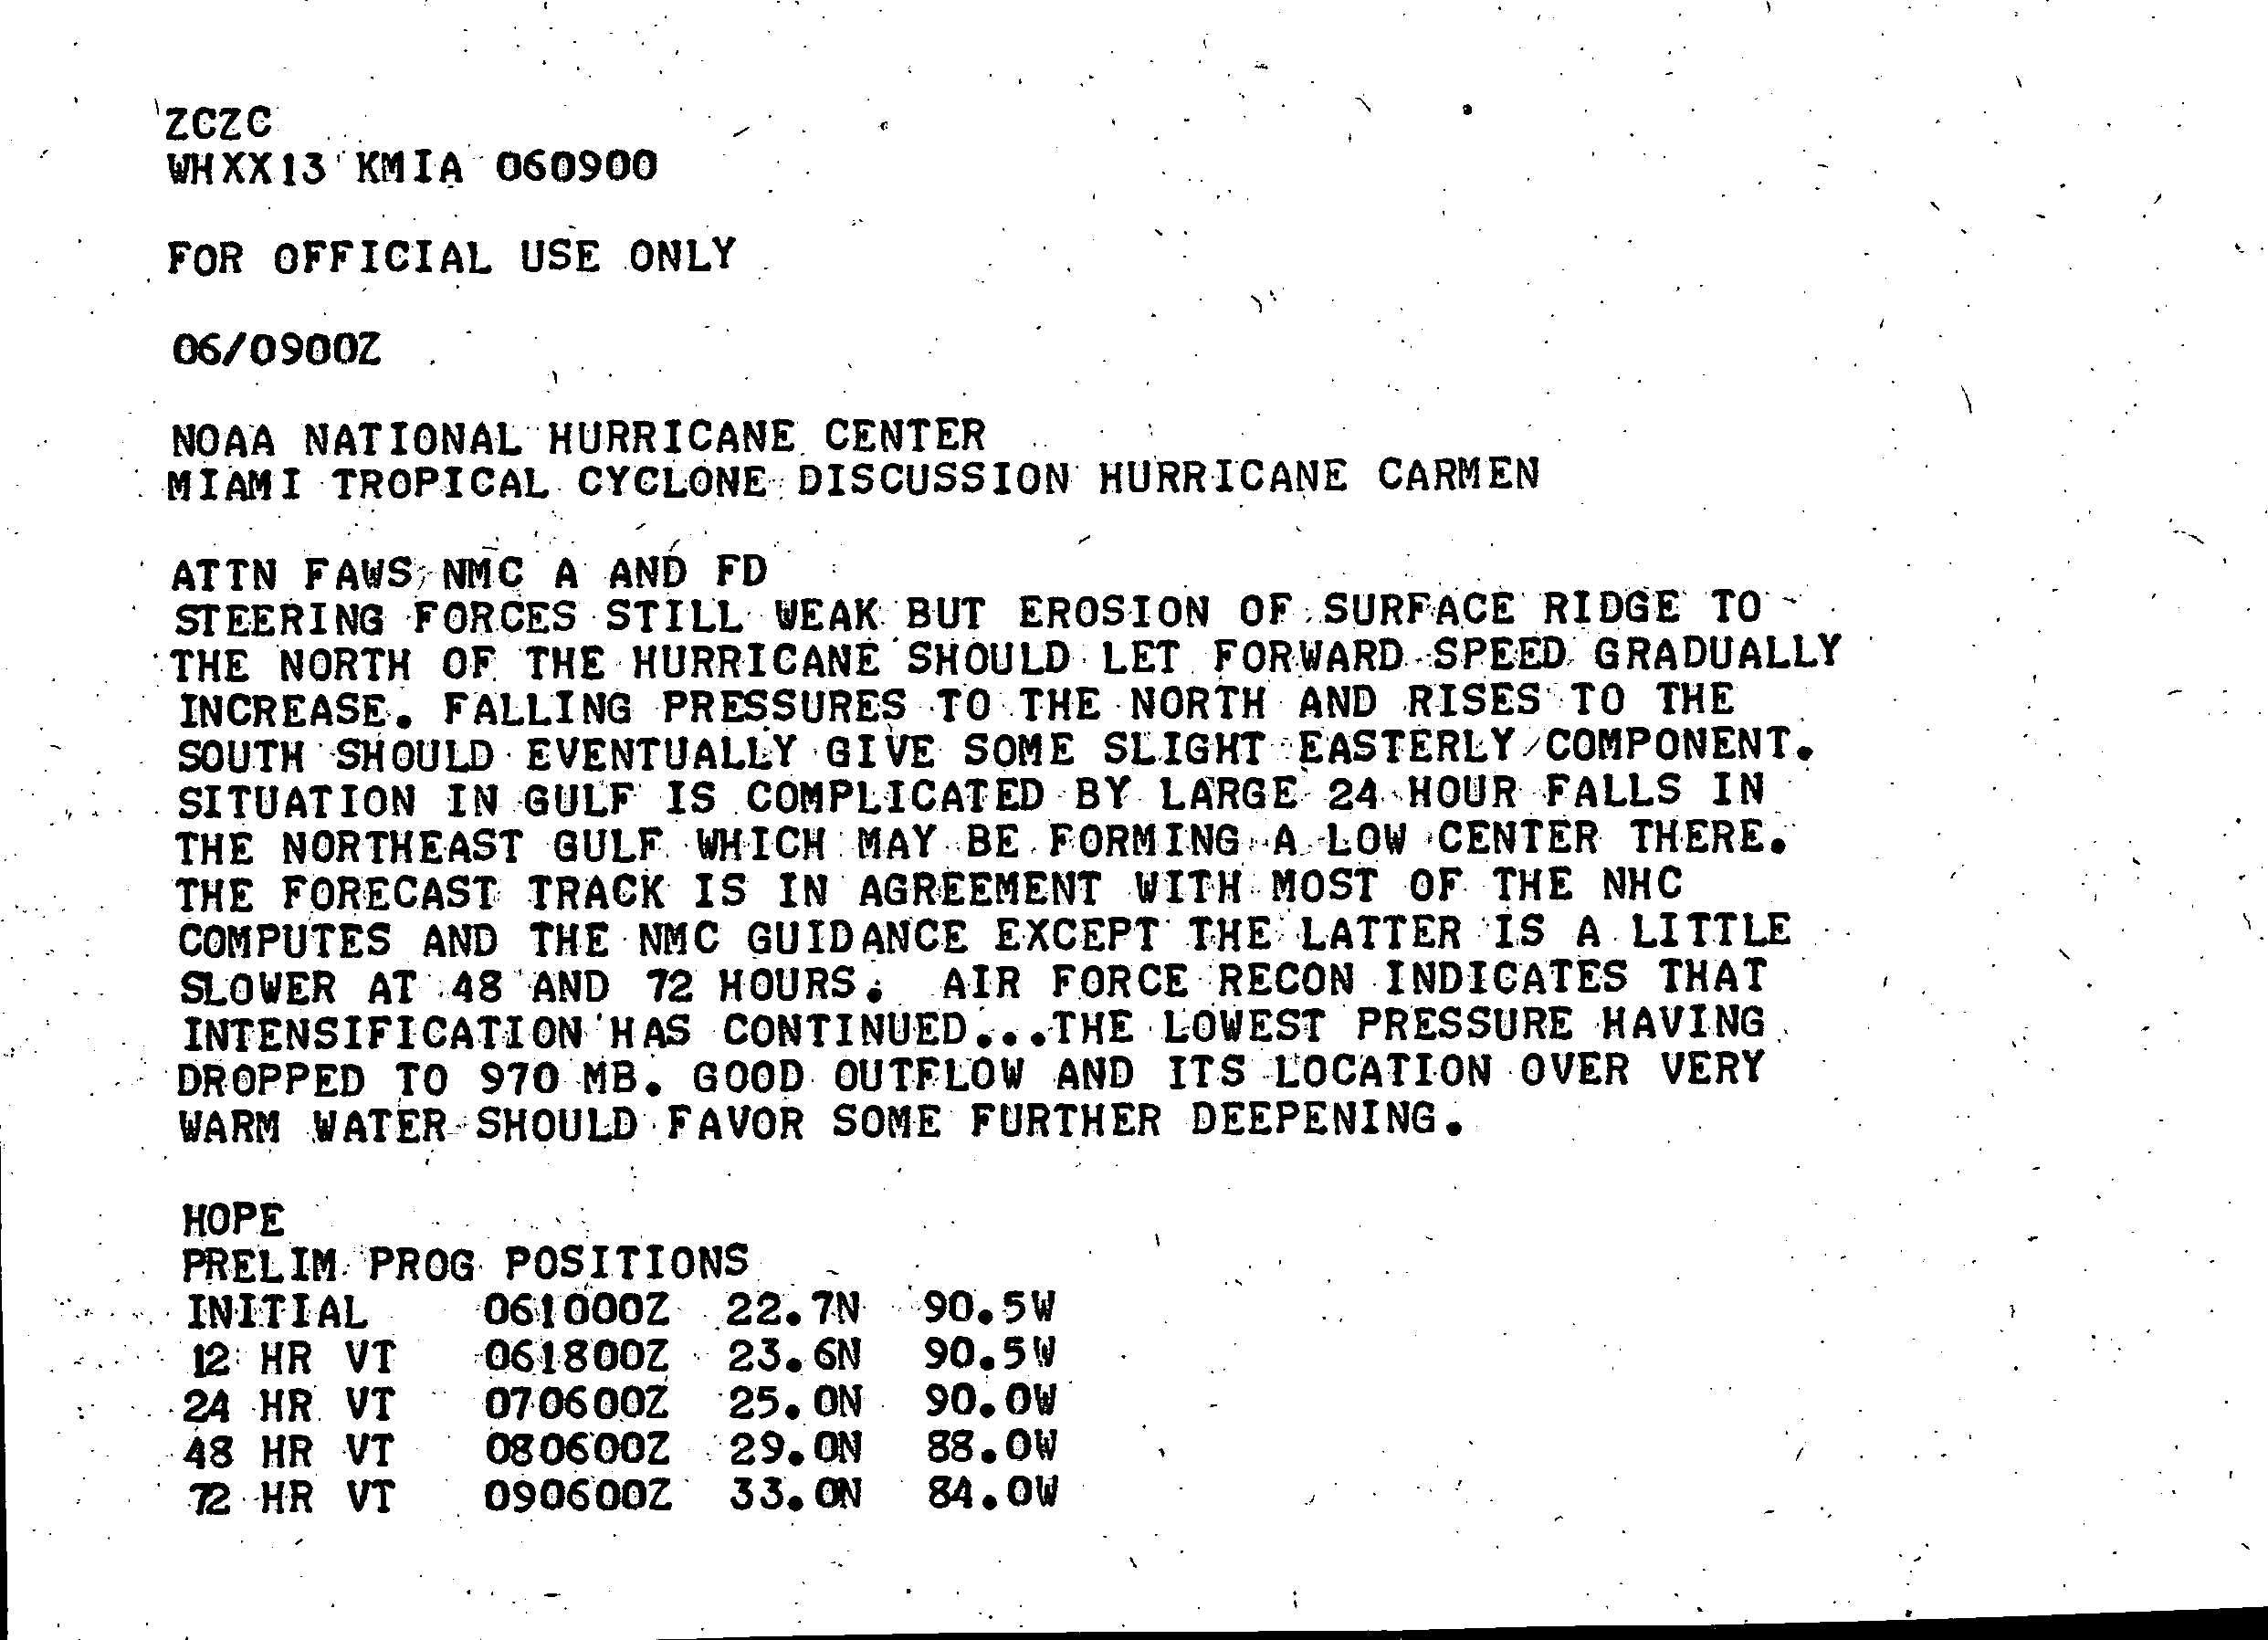 ZCZC
WHXX13 KMIA 060900
FOR OFFICIAL USE ONLY
06/0900Z
NOAA NATIONAL HURRICANE CENTER
MIAMI TROPICAL CYCLONE DISCUSSION HURRICANE CARMEN
ATTN FAWS, NMC A AND FD
STEERING FORCES STILL WEAK BUT EROSION OF SURFACE RIDGE TO
THE NORTH OF THE HURRICANE SHOULD LET FORWARD SPEED GRADUALLY
INCREASE. FALLING PRESSURES TO THE NORTH AND RISES TO THE
SOUTH SHOULD EVENTUALLY GIVE SOME SLIGHT EASTERLY COMPONENT.
SITUATION IN GULF IS COMPLICATED BY LARGE 24 HOUR FALLS IN
THE NORTHEAST GULF WHICH MAY BE FORMING A LOW CENTER THERE.
THE FORECAST TRACK IS IN AGREEMENT WITH MOST OF THE NHC
COMPUTES AND THE NMC GUIDANCE EXCEPT THE LATTER IS A LITTLE
SLOWER AT 48 AND 72 HOURS. AIR FORCE RECON INDICATES THAT
INTENSIFICATION HAS CONTINUED...THE LOWEST PRESSURE HAVING
DROPPED TO 970 MB. GOOD OUTFLOW AND ITS LOCATION OVER VERY
WARM WATER SHOULD FAVOR SOME FURTHER DEEPENING.
HOPE
PRELIM PROG POSITIONS
INITIAL 061000Z 22.7N 90.5W
12 HR VT 061800Z 23.6N 90.5W
24 HR VT 070600Z 25.0N 90.0W
48 HR VT 080600Z 29.0N 88.0W
72 HR VT 090600Z 33.0N 84.0W